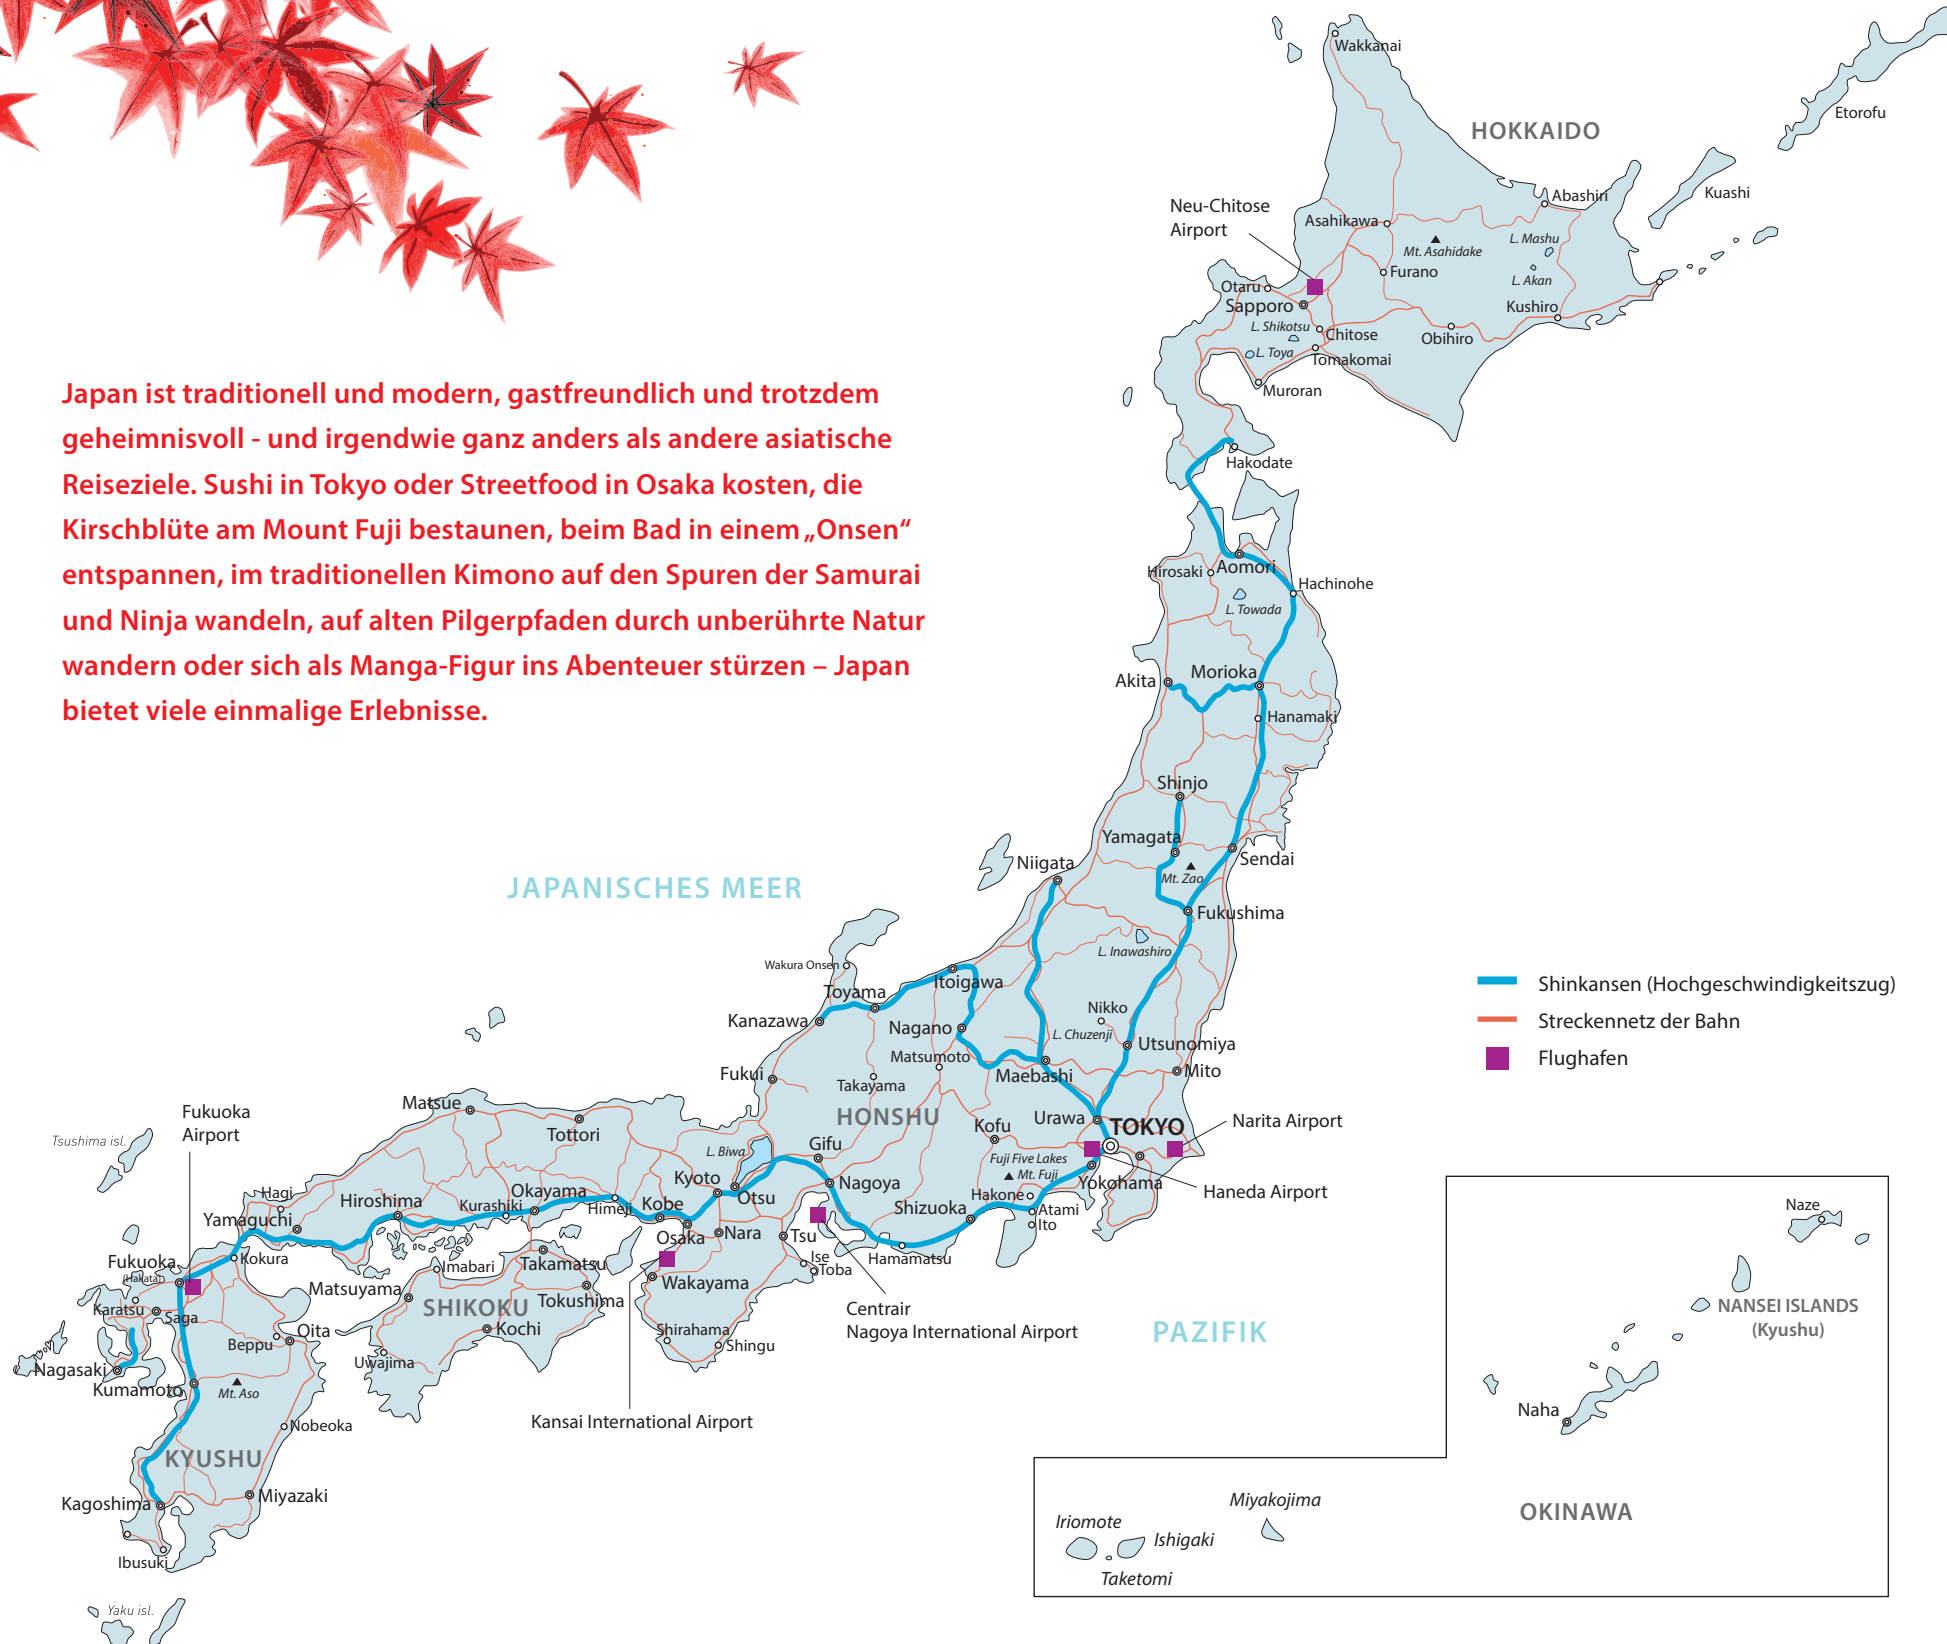 Japan ist traditionell und modern, gastfreundlich und trotzdem
geheimnisvoll - und irgendwie ganz anders als andere asiatische
Reiseziele. Sushi in Tokyo oder Streetfood in Osaka kosten, die
Kirschblüte am Mount Fuji bestaunen, beim Bad in einem „Onsen“
entspannen, im traditionellen Kimono auf den Spuren der Samurai
und Ninja wandeln, auf alten Pilgerpfaden durch unberührte Natur
wandern oder sich als Manga-Figur ins Abenteuer stürzen – Japan
bietet viele einmalige Erlebnisse.
Wakkanai
Etorofu
HOKKAIDO
Kuashi
Abashiri
Neu-Chitose
Airport
Asahikawa
L. Mashu
Mt. Asahidake
Furano
L. Akan
Otaru
Sapporo
Kushiro
L. Shikotsu
Chitose
Obihiro
L. Toya
Tomakomai
Muroran
Hakodate
Hirosaki
Aomori
Hachinohe
L. Towada
Akita
Morioka
Hanamaki
Shinjo
Yamagata
Sendai
Mt. Zao
Niigata
Fukushima
L. Inawashiro
JAPANISCHES MEER
Wakura Onsen
Itoigawa
Toyama
Kanazawa
Nagano
Nikko
L. Chuzenji
Utsunomiya
Matsumoto
Maebashi
Mito
Fukui
Takayama
HONSHU
Urawa
TOKYO
Narita Airport
Kofu
Fuji Five Lakes
Mt. Fuji
Yokohama
Haneda Airport
Hakone
Atami
Ito
Shizuoka
Hamamatsu
Gifu
Nagoya
L. Biwa
Kyoto
Otsu
Matsue
Tottori
Okayama
Kurashiki
Himeji
Kobe
Osaka
Nara
Tsu
Ise
Toba
Wakayama
Shirahama
Shingu
Centrair
Nagoya International Airport
Kansai International Airport
PAZIFIK
Shinkansen (Hochgeschwindigkeitszug)
Streckennetz der Bahn
Flughafen
Fukuoka
Airport
Tsushima isl.
Hagi
Hiroshima
Yamaguchi
Fukuoka
(Hakata)
Kokura
Karatsu
Saga
Beppu
Oita
Nagasaki
Kumamoto
Mt. Aso
Nobeoka
KYUSHU
Kagoshima
Miyazaki
Ibusuki
Yaku isl.
Takamatsu
Imabari
Matsuyama
SHIKOKU
Tokushima
Kochi
Uwajima
Naze
NANSEI ISLANDS
(Kyushu)
Naha
OKINAWA
Miyakojima
Iriomote
Ishigaki
Taketomi